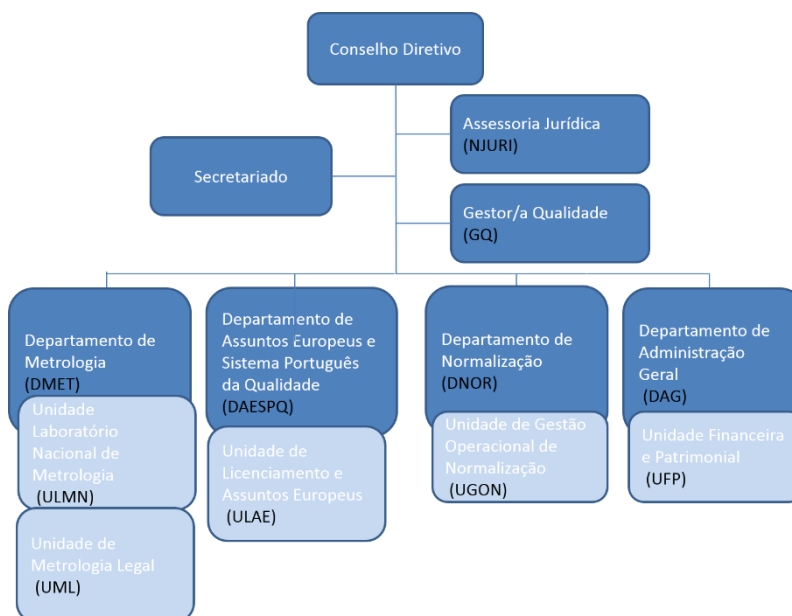 Conselho Diretivo
Assessoria Jurídica
(NJURI)
Secretariado
Gestor/a Qualidade
(GQ)
Departamento de
Metrologia
(DMET)
Unidade
Laboratório
Nacional de
Metrologia
(ULMN)
Unidade de
Metrologia Legal
(UML)
Departamento de
Assuntos Europeus e
Sistema Português
da Qualidade
(DAESPQ)
Unidade de
Licenciamento e
Assuntos Europeus
(ULAE)
Departamento de
Normalização
(DNOR)
Unidade de Gestão
Operacional de
Normalização
(UGON)
Departamento de
Administração
Geral
(DAG)
Unidade Financeira
e Patrimonial
(UFP)